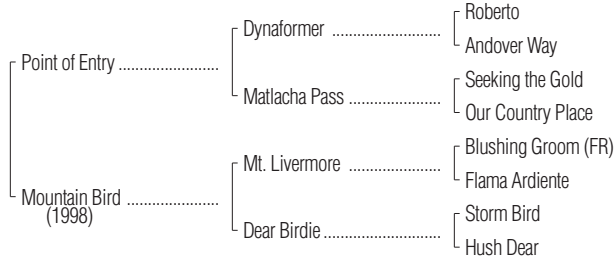 Roberto
Dynaformer ........................
Andover Way
Point of Entry ......................
Seeking the Gold
Matlacha Pass ....................
Our Country Place
Blushing Groom (FR)
Mt. Livermore ....................
Flama Ardiente
Mountain Bird ....................
(1998)
Storm Bird
Dear Birdie .........................
Hush Dear